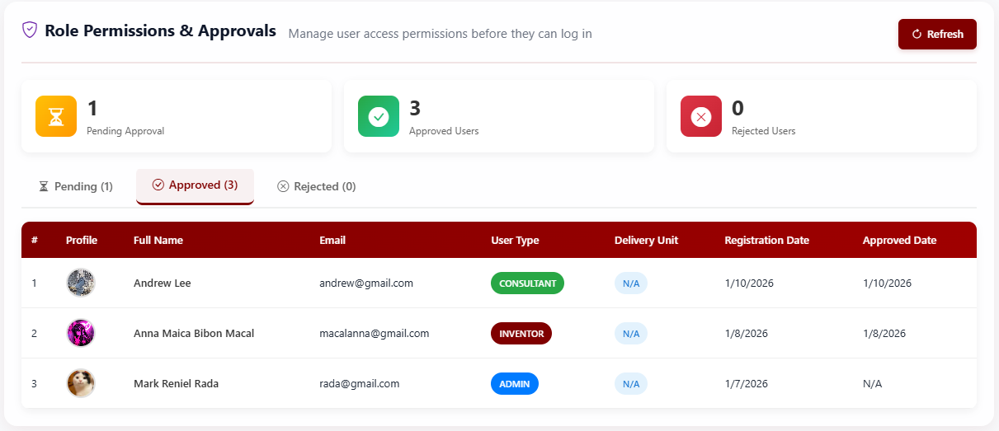 Role Permissions & Approvals Manage user access permissions before they can log in
Refresh
1
Pending Approval
3
Approved Users
0
Rejected Users
Pending (1) Approved (3) Rejected (0)
# Profile Full Name Email User Type Delivery Unit Registration Date Approved Date
1 Andrew Lee andrew@gmail.com CONSULTANT N/A 1/10/2026 1/10/2026
2 Anna Maica Bibon Macal macalanna@gmail.com INVENTOR N/A 1/8/2026 1/8/2026
3 Mark Reniel Rada rada@gmail.com ADMIN N/A 1/7/2026 N/A